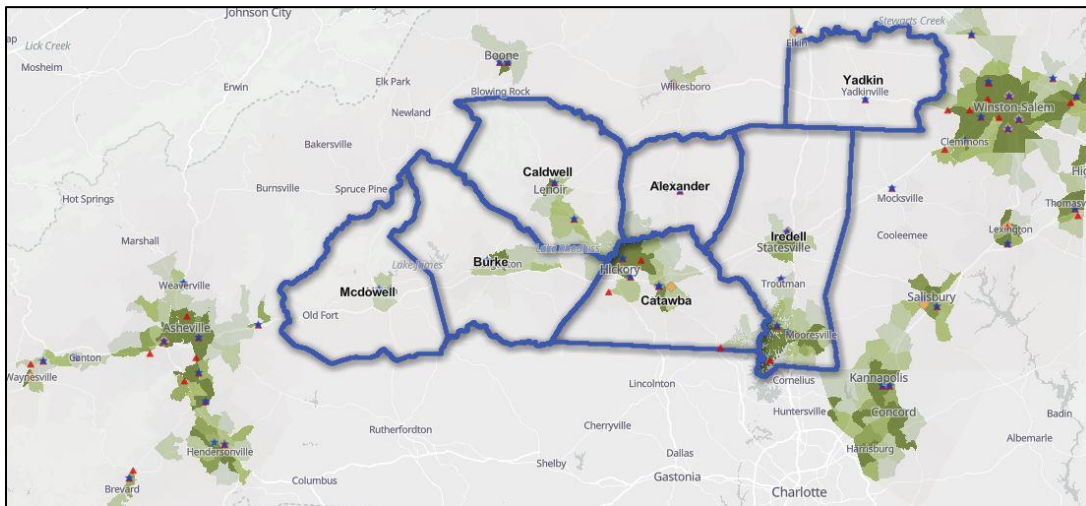 Johnson City
Stewarts Creek
ap
Lick Creek
Elkin
Mosheim
Boone
Yadkin
Elk Park
Wilkesboro
Yadkinville
Erwin
Blowing Rock
Winston-Salem
Newland
Clemmons
Bakersville
Hig
Caldwell
Burnsville
Spruce Pine
Lenoir
Alexander
Hot Springs
Mocksville
Thomasv
Iredell
Lexington
Marshall
Statesville
Cooleemee
Burke
Lake James
Hickory
Weaverville
Troutman
Mcdowell
Catawba
Salisbury
Old Fort
Asheville
Mooresville
Canton
Waynesville
Cornelius
Kannapolis
Lincolnton
Huntersville
Concord
Badin
Rutherfordton
Cherryville
Albemarle
Hendersonville
Harrisburg
Shelby
Dallas
Gastonia
Columbus
Brevard
Charlotte